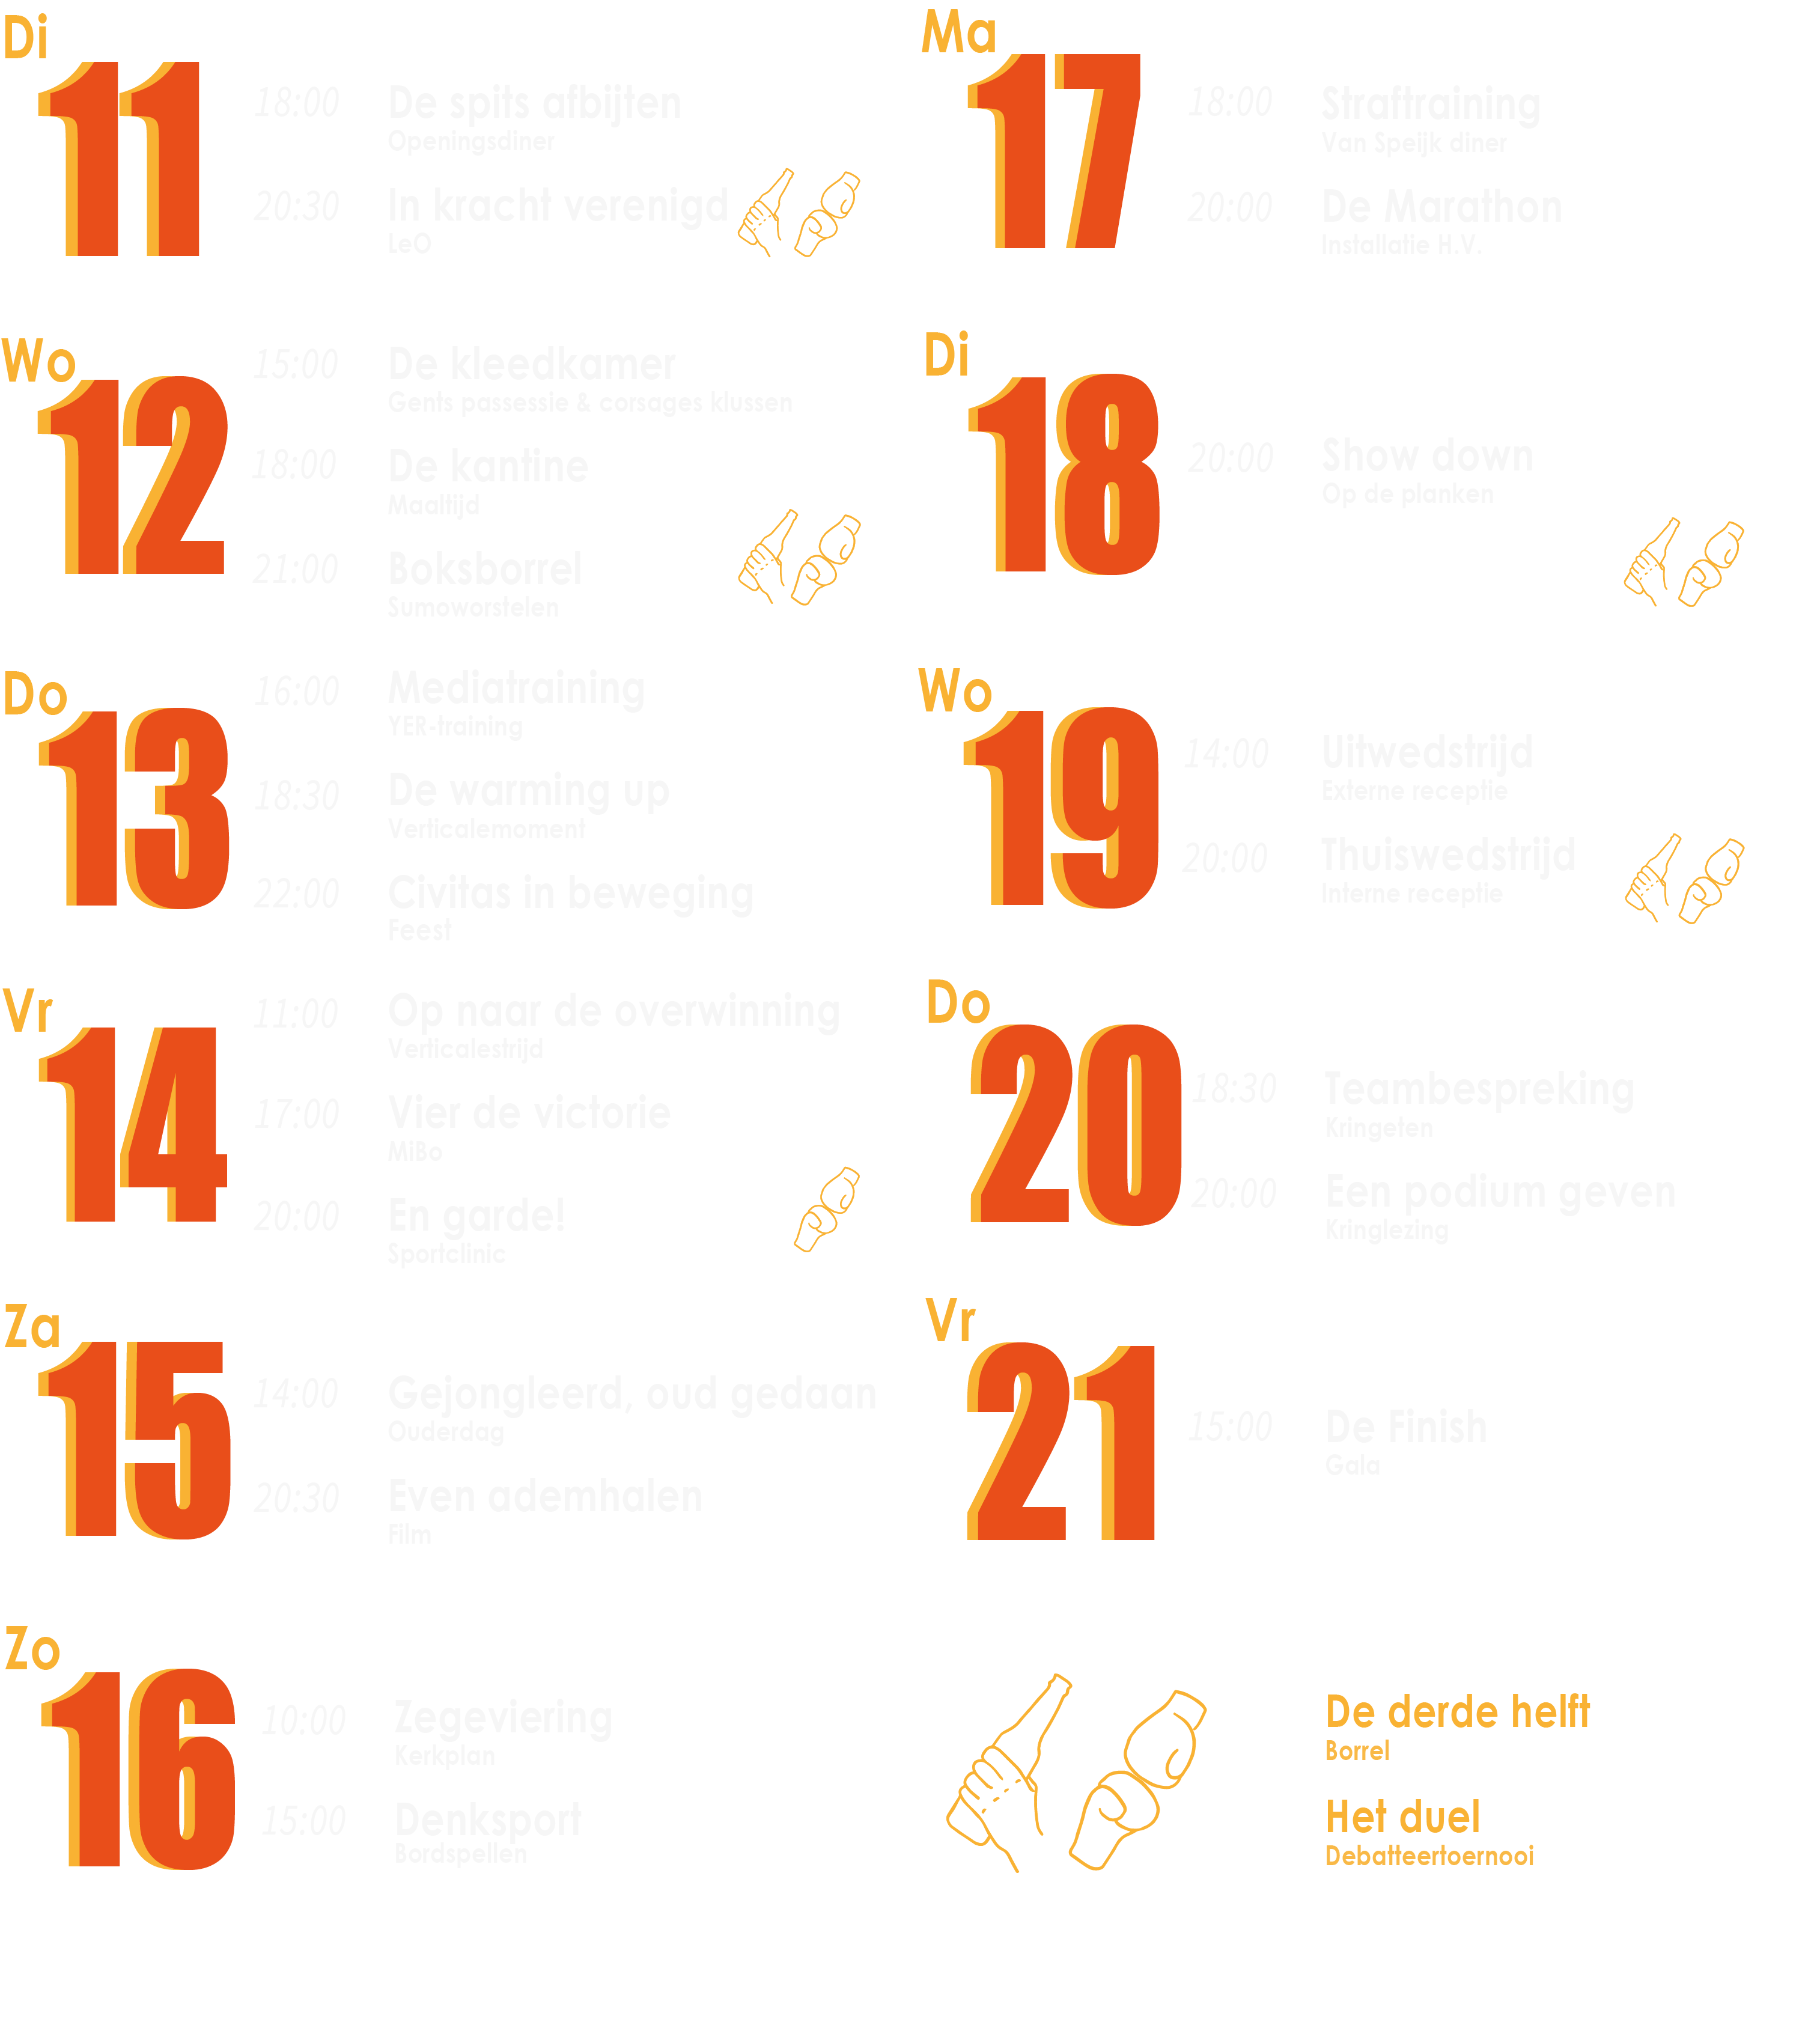 Di
11
18:00 De spits afbijten
Openingsdiner
20:30 In kracht verenigd
LeO
Wo
12
15:00 De kleedkamer
Gents passessie & corsages klussen
18:00 De kantine
Maaltijd
21:00 Boksborrel
Sumoworstelen
Do
13
16:00 Mediatraining
YER-training
18:30 De warming up
Verticalemoment
22:00 Civitas in beweging
Feest
Vr
14
11:00 Op naar de overwinning
Verticalestrijd
17:00 Vier de victorie
MiBo
20:00 En garde!
Sportclinic
Za
15
14:00 Gejongleerd, oud gedaan
Ouderdag
20:30 Even ademhalen
Film
Zo
16
10:00 Zegeviering
Kerkplan
15:00 Denksport
Bordspellen
Ma
17
18:00 Straftraining
Van Speijk diner
20:00 De Marathon
Installatie H.V.
Di
18
20:00 Show down
Op de planken
Wo
19
14:00 Uitwedstrijd
Externe receptie
20:00 Thuiswedstrijd
Interne receptie
Do
20
18:30 Teambespreking
Kringeten
20:00 Een podium geven
Kringlezing
Vr
21
15:00 De Finish
Gala
De derde helft
Borrel
Het duel
Debatteertoernooi